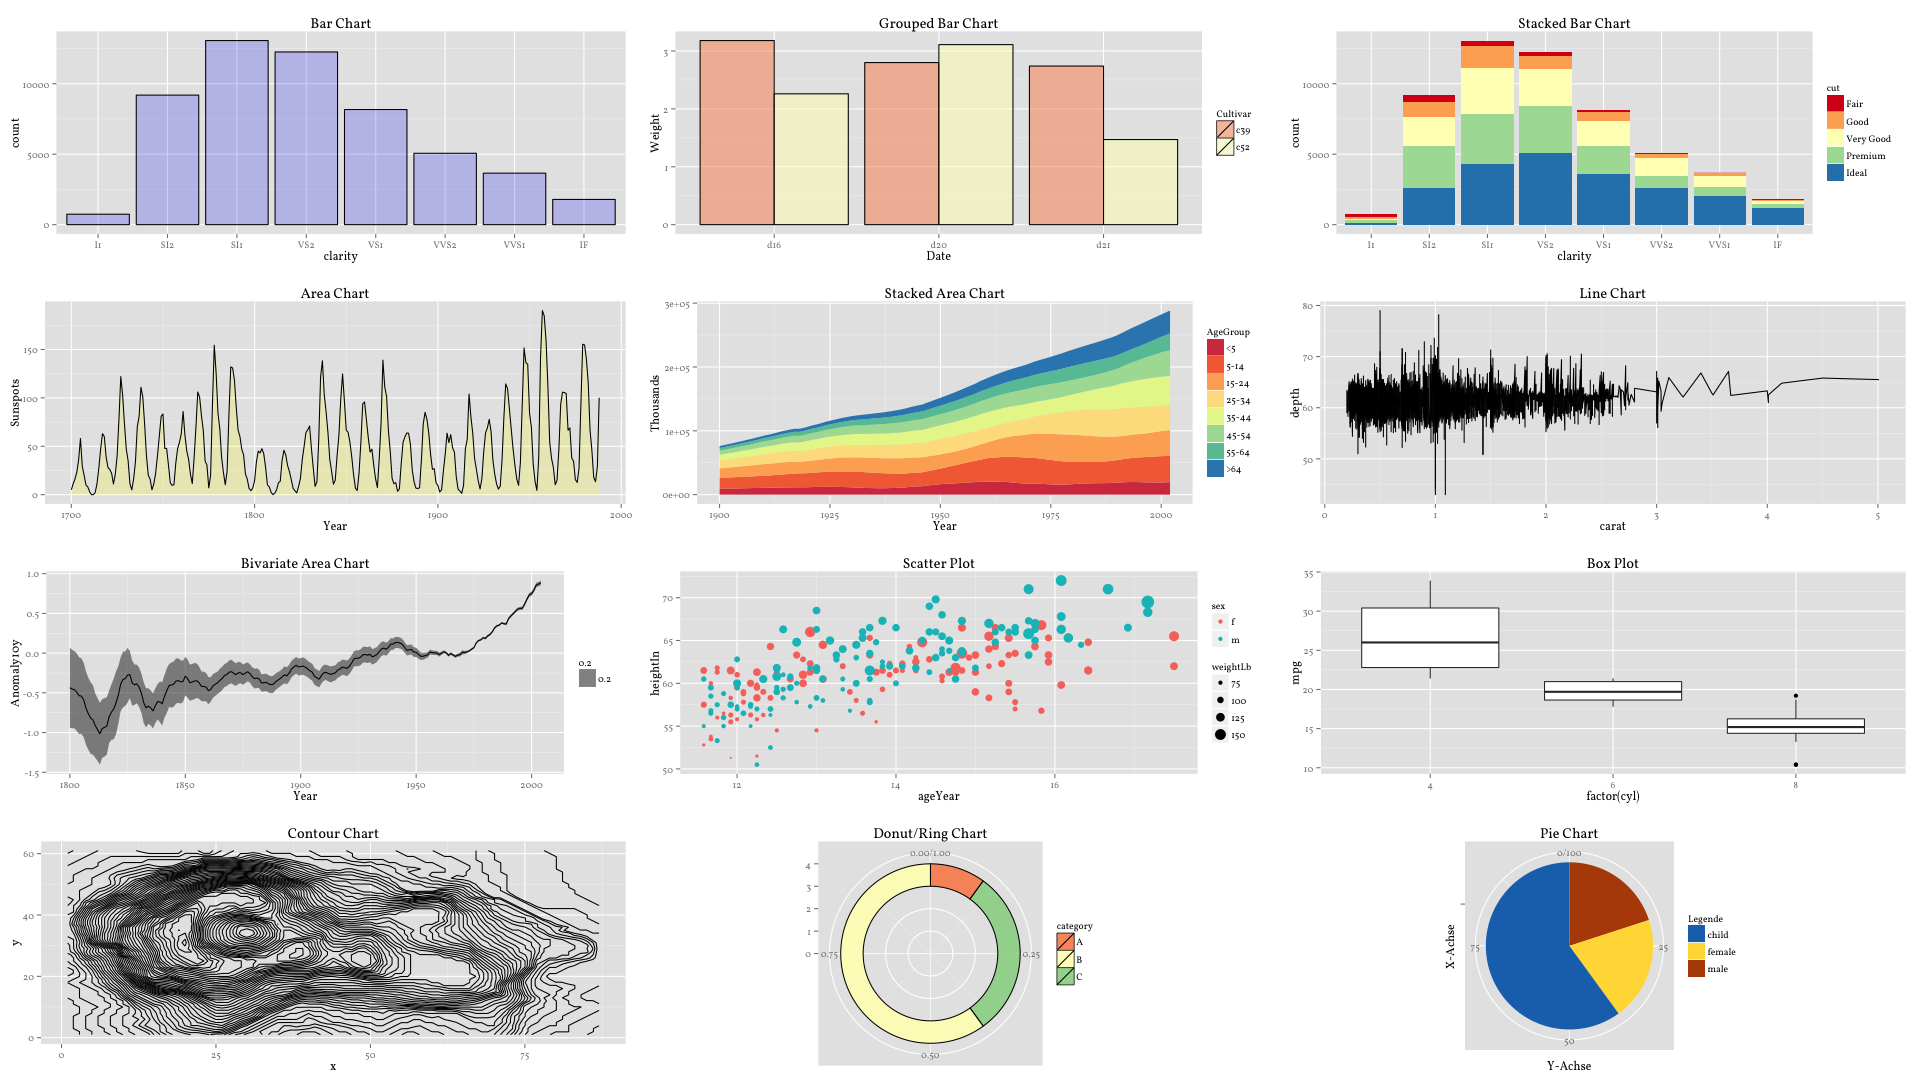 Bar Chart
count
10000
5000
0
I1
SI2
SI1
VS2
VS1
VVS2
VVS1
IF
clarity
Grouped Bar Chart
Weight
3
2
1
0
d16
d20
d21
Date
Cultivar
c39
c52
Stacked Bar Chart
count
10000
5000
0
I1
SI2
SI1
VS2
VS1
VVS2
VVS1
IF
clarity
cut
Fair
Good
Very Good
Premium
Ideal
Area Chart
Sunspots
150
100
50
0
1700
1800
1900
2000
Year
Stacked Area Chart
Thousands
3e+05
2e+05
1e+05
0e+00
1900
1925
1950
1975
2000
Year
AgeGroup
<5
5-14
15-24
25-34
35-44
45-54
55-64
>64
Line Chart
depth
80
70
60
50
0
1
2
3
4
5
carat
Bivariate Area Chart
Anomaly10y
1.0
0.5
0.0
-0.5
-1.0
-1.5
1800
1850
1900
1950
2000
Year
0.2
0.2
Scatter Plot
heightIn
70
65
60
55
50
12
14
16
ageYear
sex
f
m
weightLb
75
100
125
150
Box Plot
mpg
35
30
25
20
15
10
4
6
8
factor(cyl)
Contour Chart
y
60
40
20
0
0
25
50
75
x
Donut/Ring Chart
0.00/1.00
4
3
2
1
0
0.75
0.25
0.50
category
A
B
C
Pie Chart
0/100
X-Achse
75
25
50
Y-Achse
Legende
child
female
male